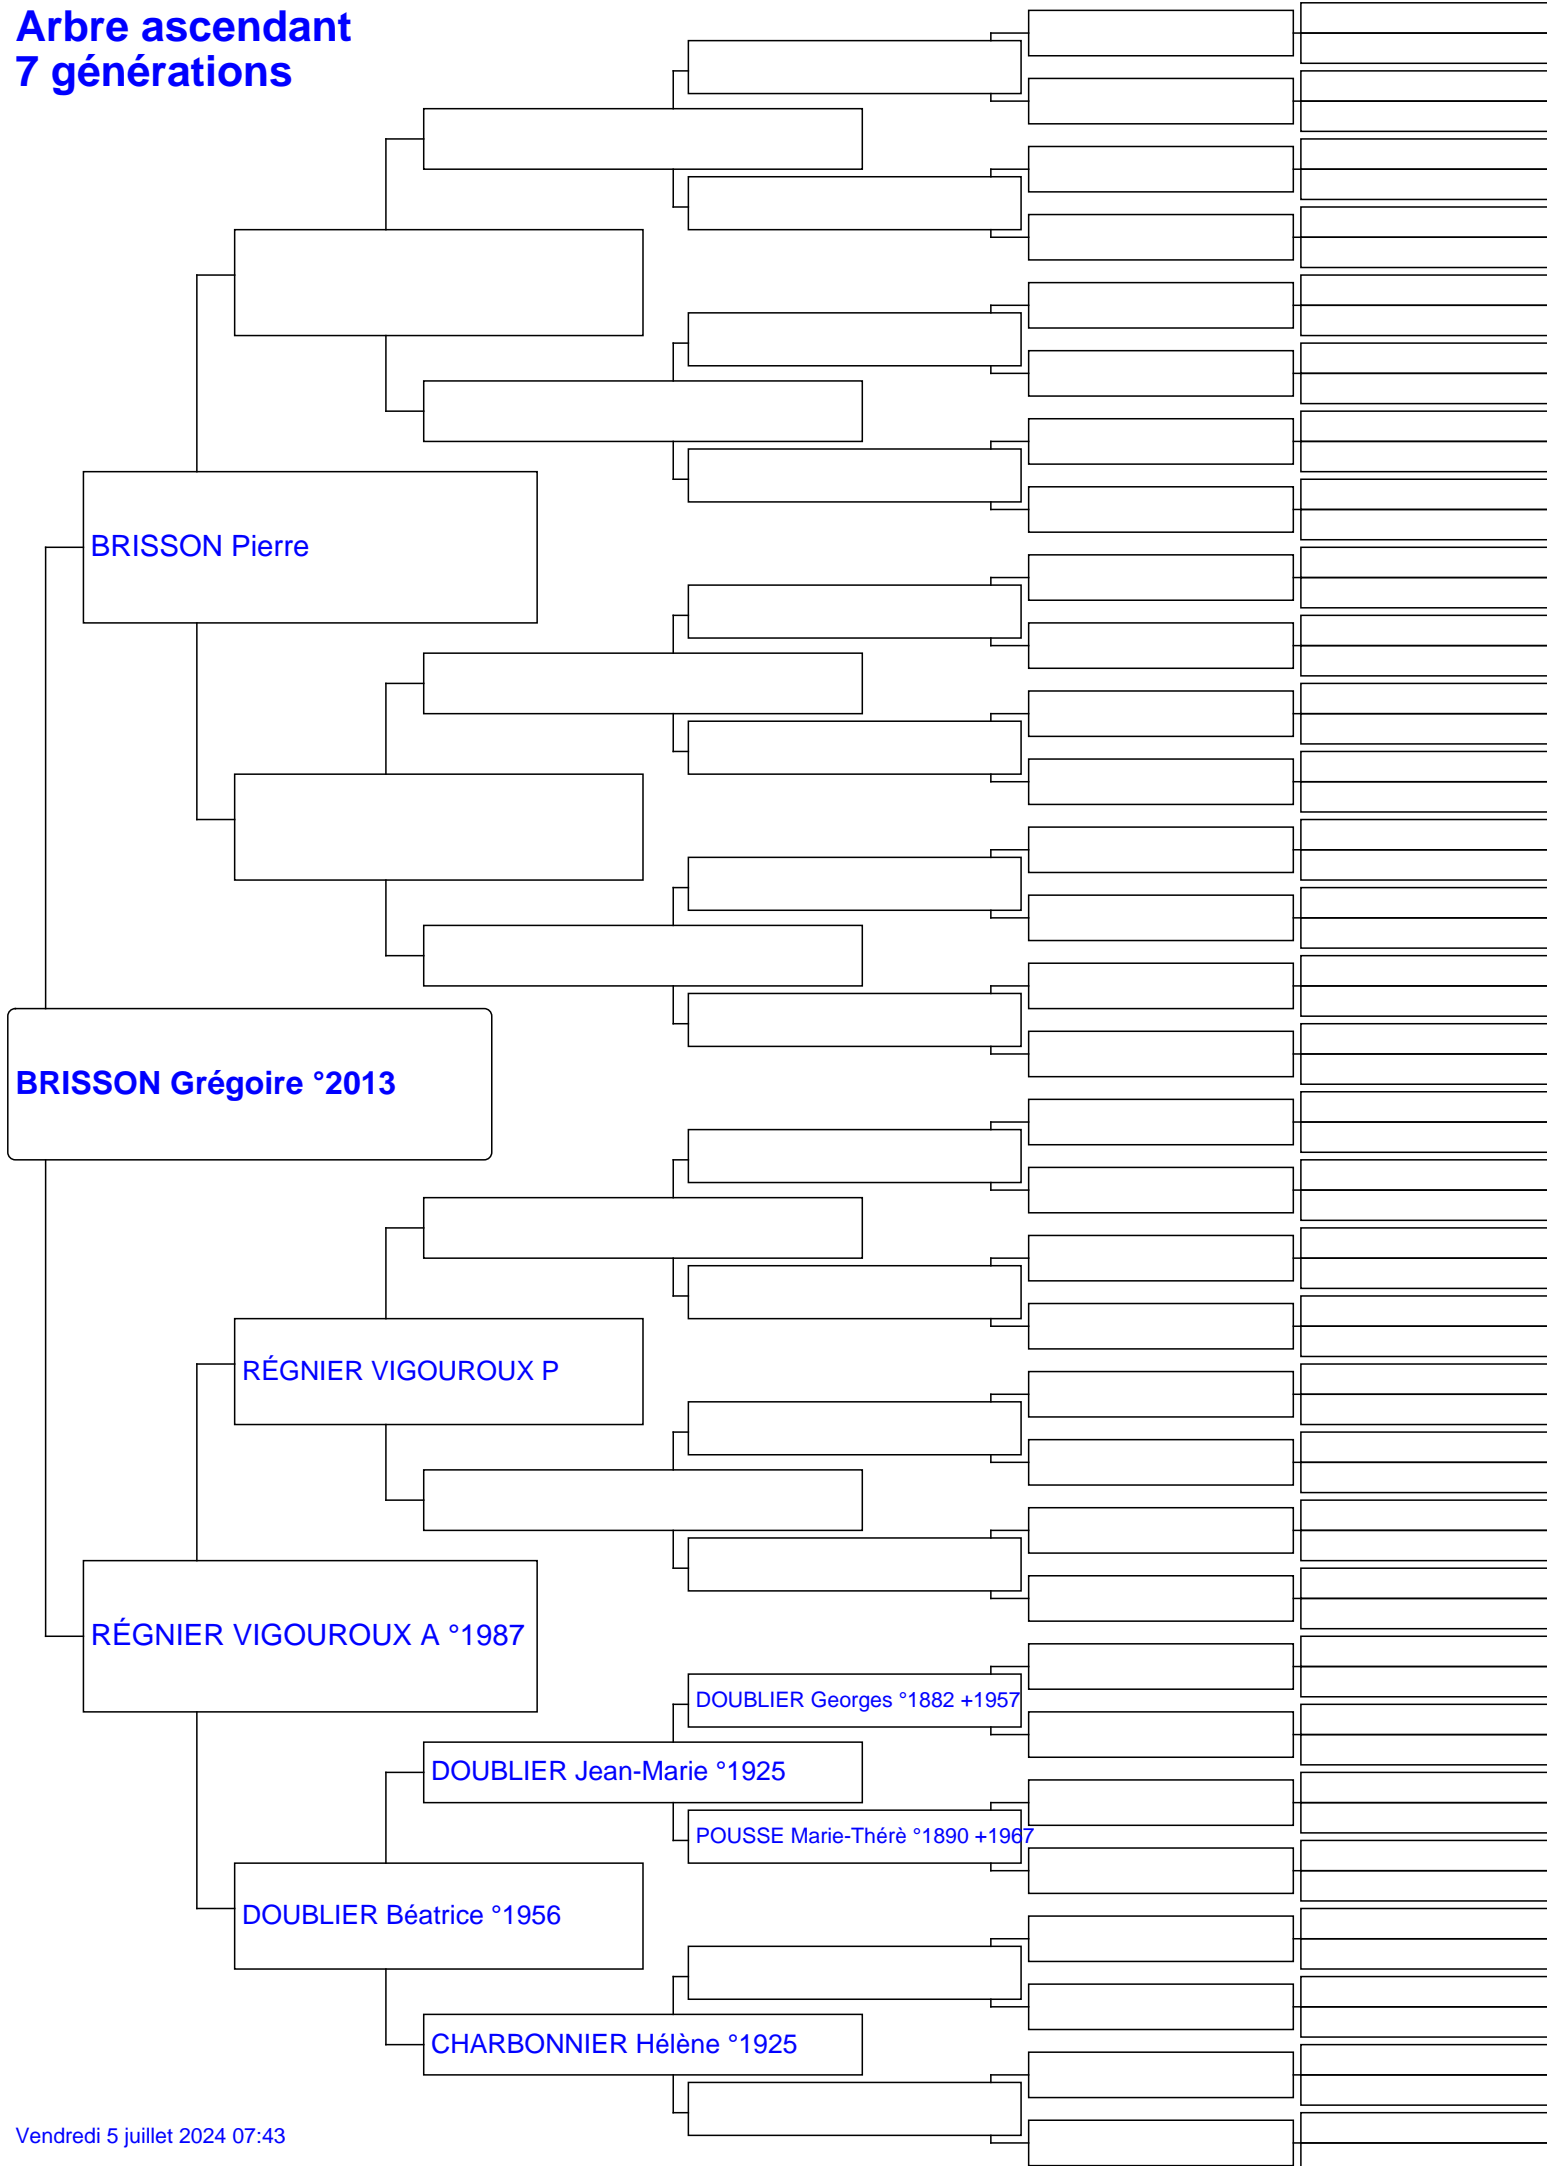 Arbre ascendant
7 générations
BRISSON Pierre
BRISSON Grégoire °2013
RÉGNIER VIGOUROUX P
RÉGNIER VIGOUROUX A °1987
DOUBLIER Georges °1882 +1957
DOUBLIER Jean-Marie °1925
POUSSE Marie-Thérè °1890 +1967
DOUBLIER Béatrice °1956
CHARBONNIER Hélène °1925
Vendredi 5 juillet 2024 07:43